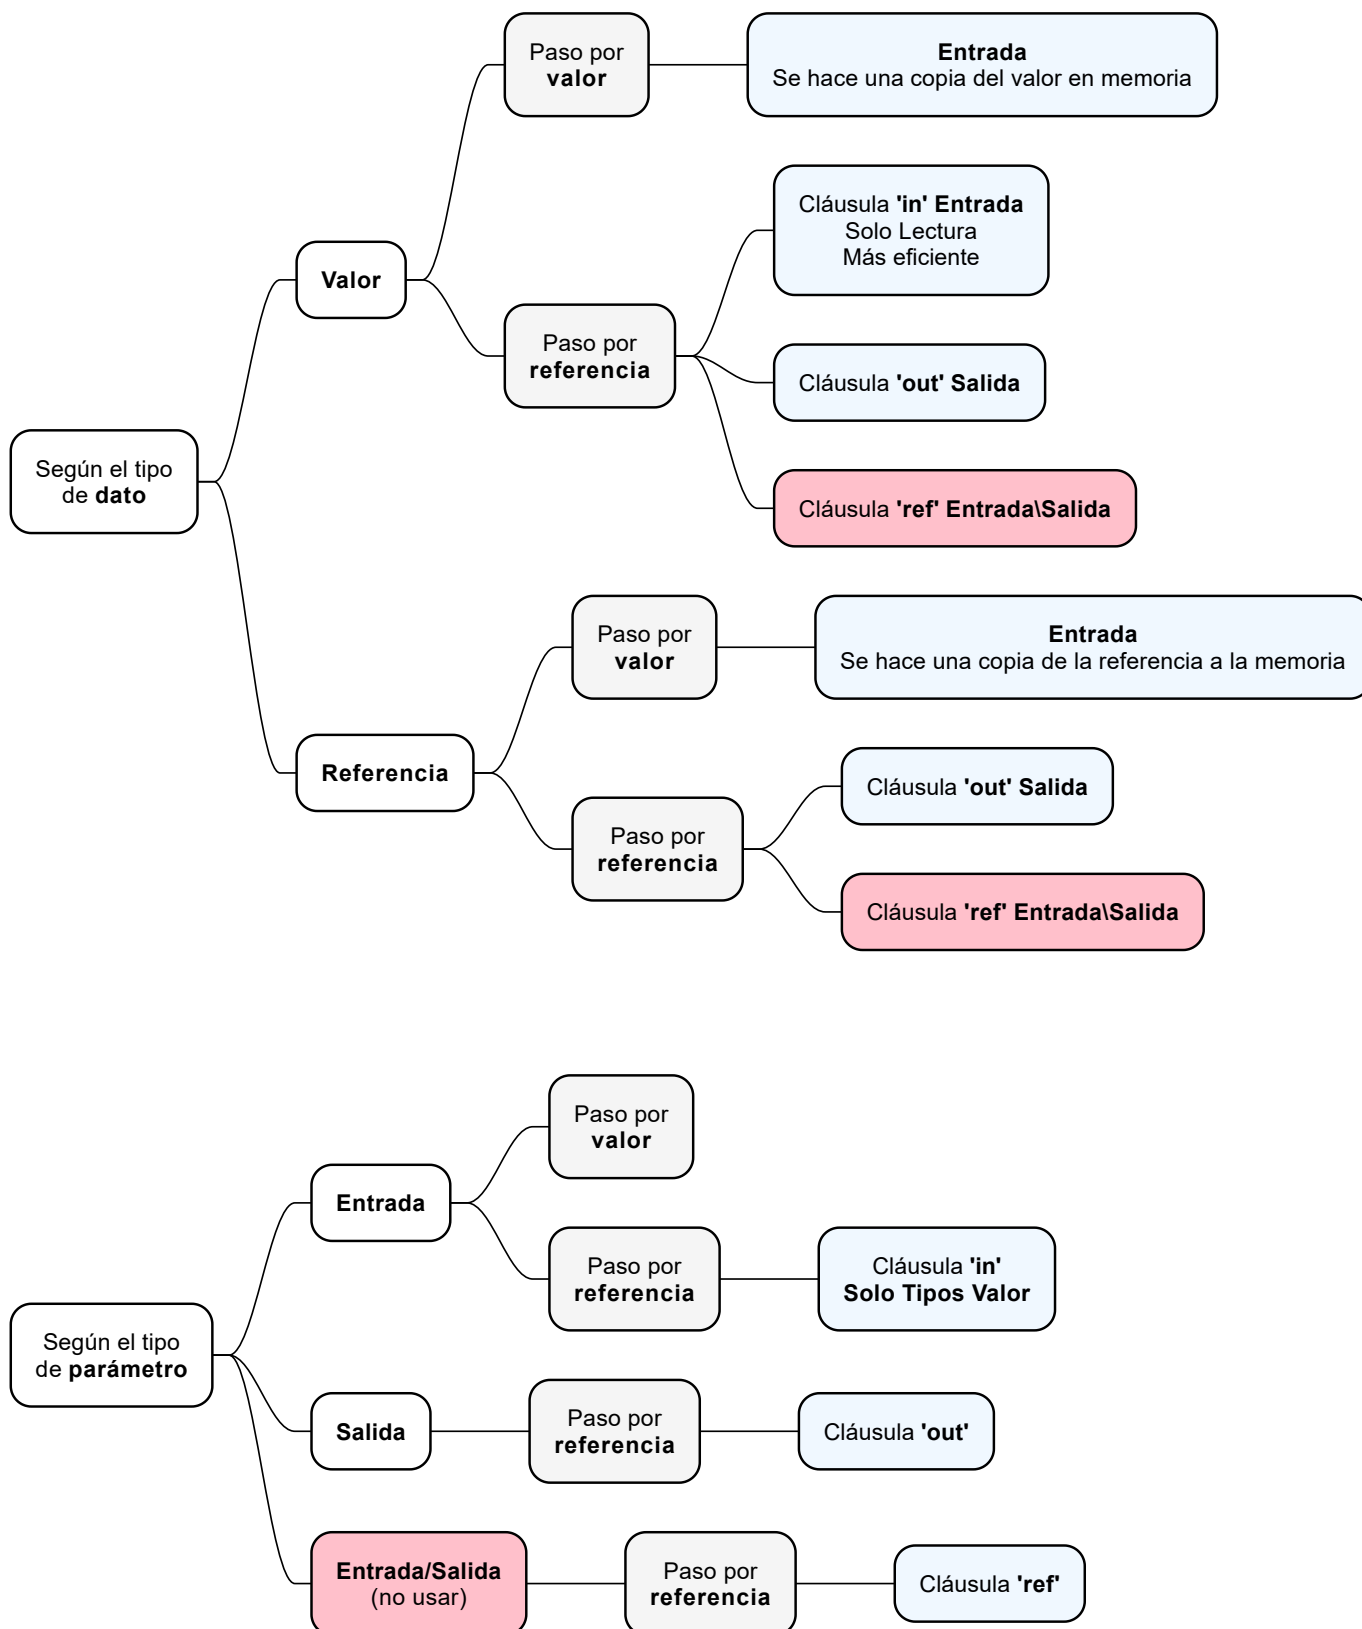 Según el tipo
de dato
Valor
Paso por
valor
Entrada
Se hace una copia del valor en memoria
Paso por
referencia
Cláusula 'in' Entrada
Solo Lectura
Más eficiente
Cláusula 'out' Salida
Cláusula 'ref' Entrada\Salida
Referencia
Paso por
valor
Entrada
Se hace una copia de la referencia a la memoria
Paso por
referencia
Cláusula 'out' Salida
Cláusula 'ref' Entrada\Salida
Según el tipo
de parámetro
Entrada
Paso por
valor
Paso por
referencia
Cláusula 'in'
Solo Tipos Valor
Salida
Paso por
referencia
Cláusula 'out'
Entrada/Salida
(no usar)
Paso por
referencia
Cláusula 'ref'